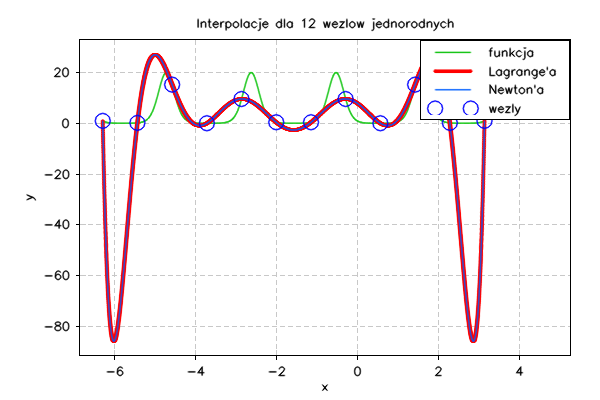 Interpolacje dla 12 wezlow jednorodnych
funkcja
Lagrange'a
Newton'a
wezly
20
0
−20
−40
−60
−80
y
−6 −4 −2 0 2 4
x